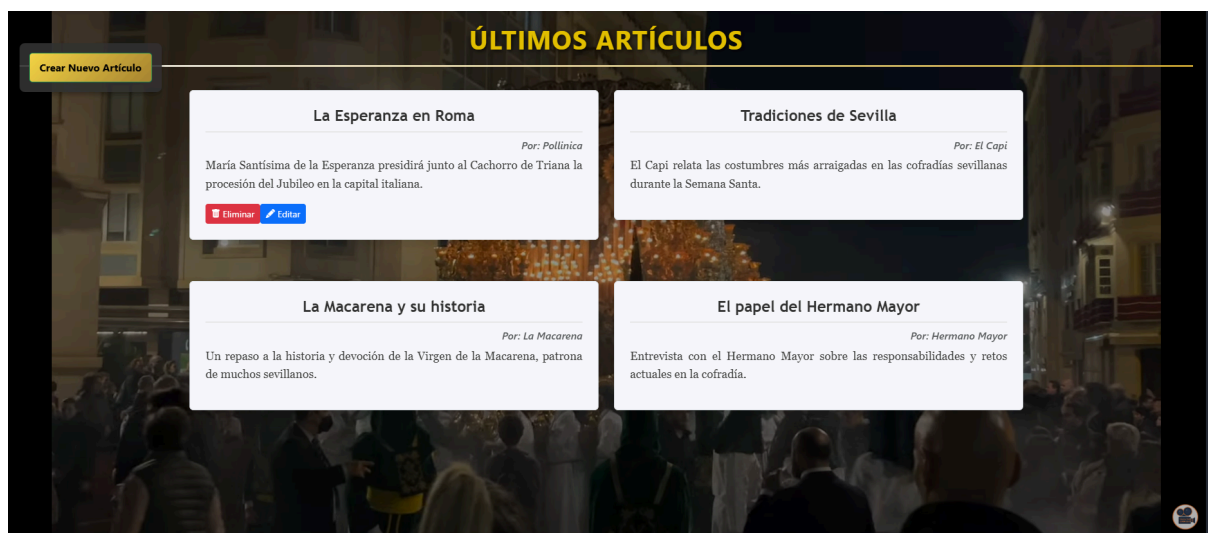 ÚLTIMOS ARTÍCULOS
Crear Nuevo Artículo
La Esperanza en Roma
Por: Pollinica
María Santísima de la Esperanza presidirá junto al Cachorro de Triana la
procesión del Jubileo en la capital italiana.
Eliminar Editar
Tradiciones de Sevilla
Por: El Capi
El Capi relata las costumbres más arraigadas en las cofradías sevillanas
durante la Semana Santa.
La Macarena y su historia
Por: La Macarena
Un repaso a la historia y devoción de la Virgen de la Macarena, patrona
de muchos sevillanos.
El papel del Hermano Mayor
Por: Hermano Mayor
Entrevista con el Hermano Mayor sobre las responsabilidades y retos
actuales en la cofradía.